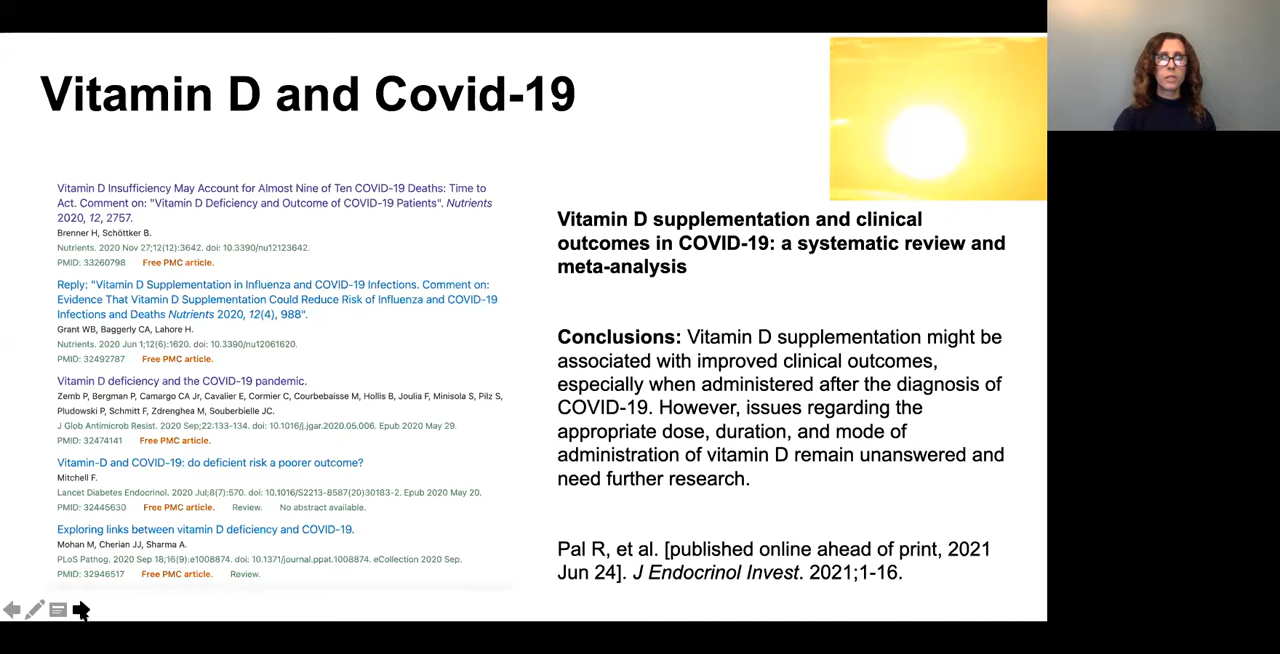 Vitamin D and Covid-19
Vitamin D Insufficiency May Account for Almost Nine of Ten COVID-19 Deaths: Time to
Act. Comment on: "Vitamin D Deficiency and Outcome of COVID-19 Patients". Nutrients
2020, 12, 2757.
Brenner H, Schöttker B.
Nutrients. 2020 Nov 27;12(12):3642. doi: 10.3390/nu12123642.
PMID: 33260798 Free PMC article.
Reply: "Vitamin D Supplementation in Influenza and COVID-19 Infections. Comment on:
Evidence That Vitamin D Supplementation Could Reduce Risk of Influenza and COVID-19
Infections and Deaths Nutrients 2020, 12(4), 988".
Grant WB, Baggerly CA, Lahore H.
Nutrients. 2020 Jun 1;12(6):1620. doi: 10.3390/nu12061620.
PMID: 32492787 Free PMC article.
Vitamin D deficiency and the COVID-19 pandemic.
Zemb P, Bergman P, Camargo CA Jr, Cavalier E, Cormier C, Courbebaisse M, Hollis B, Joulia F, Minisola S, Pilz S,
Pludowski P, Schmitt F, Zdrenghea M, Souberbielle JC.
J Glob Antimicrob Resist. 2020 Sep;22:133-134. doi: 10.1016/j.jgar.2020.05.006. Epub 2020 May 29.
PMID: 32474141 Free PMC article.
Vitamin-D and COVID-19: do deficient risk a poorer outcome?
Mitchell F.
Lancet Diabetes Endocrinol. 2020 Jul;8(7):570. doi: 10.1016/S2213-8587(20)30183-2. Epub 2020 May 20.
PMID: 32445630 Free PMC article. Review. No abstract available.
Exploring links between vitamin D deficiency and COVID-19.
Mohan M, Cherian JJ, Sharma A.
PLoS Pathog. 2020 Sep 18;16(9):e1008874. doi: 10.1371/journal.ppat.1008874. eCollection 2020 Sep.
PMID: 32946517 Free PMC article. Review.
Vitamin D supplementation and clinical
outcomes in COVID-19: a systematic review and
meta-analysis
Conclusions: Vitamin D supplementation might be
associated with improved clinical outcomes,
especially when administered after the diagnosis of
COVID-19. However, issues regarding the
appropriate dose, duration, and mode of
administration of vitamin D remain unanswered and
need further research.
Pal R, et al. [published online ahead of print, 2021
Jun 24]. J Endocrinol Invest. 2021;1-16.